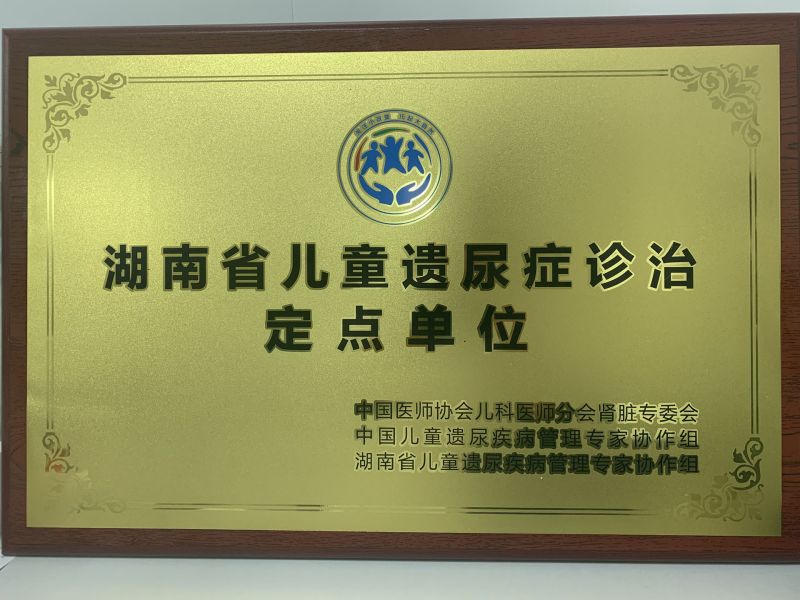 湖南省儿童遗尿症诊治
定点单位
中国医师协会儿科医师分会肾脏专委会
中国儿童遗尿疾病管理专家协作组
湖南省儿童遗尿疾病管理专家协作组